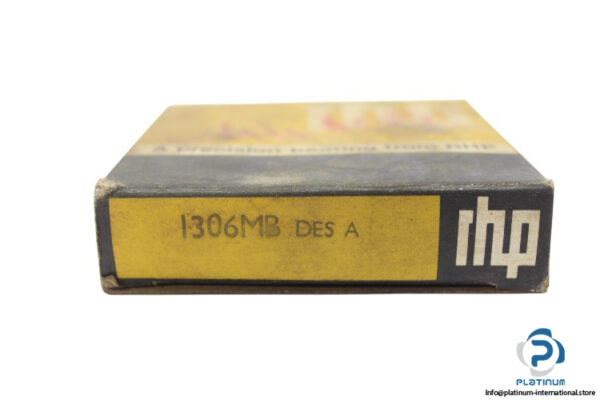 A precision bearing from RHP
1306MB DES A
rhp
PLATINUM
Info@platinum-international.store